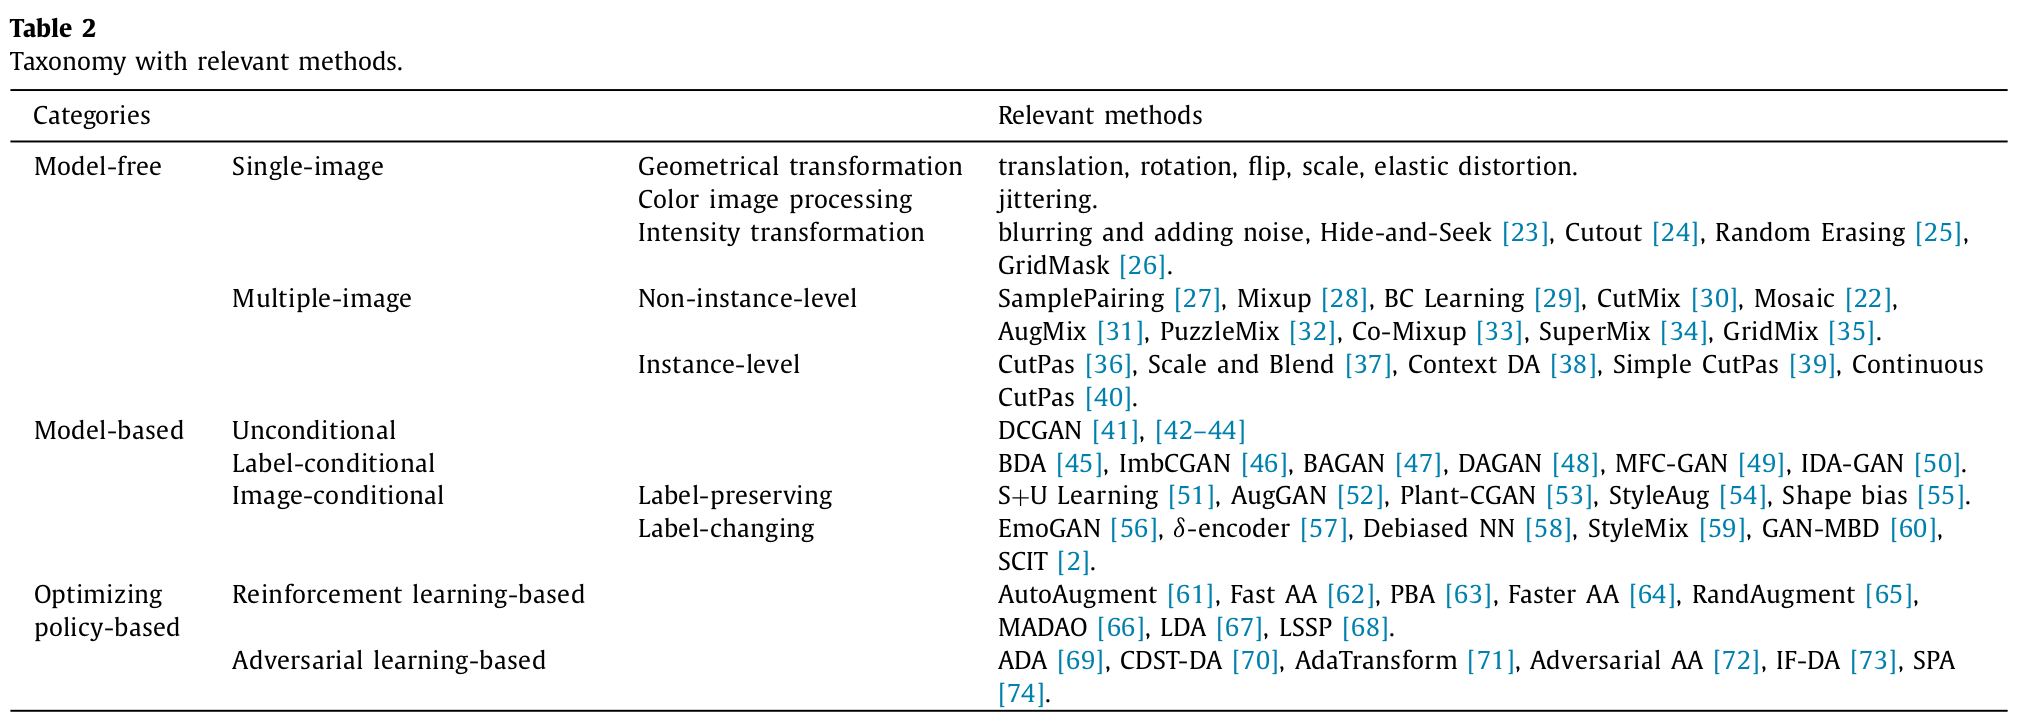 Table 2
Taxonomy with relevant methods.
Categories Relevant methods
Model-free Single-image Geometrical transformation translation, rotation, flip, scale, elastic distortion.
Color image processing jittering.
Intensity transformation blurring and adding noise, Hide-and-Seek [23], Cutout [24], Random Erasing [25],
GridMask [26].
Multiple-image Non-instance-level SamplePairing [27], Mixup [28], BC Learning [29], CutMix [30], Mosaic [22],
AugMix [31], PuzzleMix [32], Co-Mixup [33], SuperMix [34], GridMix [35].
Instance-level CutPas [36], Scale and Blend [37], Context DA [38], Simple CutPas [39], Continuous
CutPas [40].
Model-based Unconditional DCGAN [41], [42–44]
Label-conditional BDA [45], ImbCGAN [46], BAGAN [47], DAGAN [48], MFC-GAN [49], IDA-GAN [50].
Image-conditional Label-preserving S+U Learning [51], AugGAN [52], Plant-CGAN [53], StyleAug [54], Shape bias [55].
Label-changing EmoGAN [56], δ-encoder [57], Debiased NN [58], StyleMix [59], GAN-MBD [60],
SCIT [2].
Optimizing Reinforcement learning-based AutoAugment [61], Fast AA [62], PBA [63], Faster AA [64], RandAugment [65],
policy-based MADAO [66], LDA [67], LSSP [68].
Adversarial learning-based ADA [69], CDST-DA [70], AdaTransform [71], Adversarial AA [72], IF-DA [73], SPA
[74].